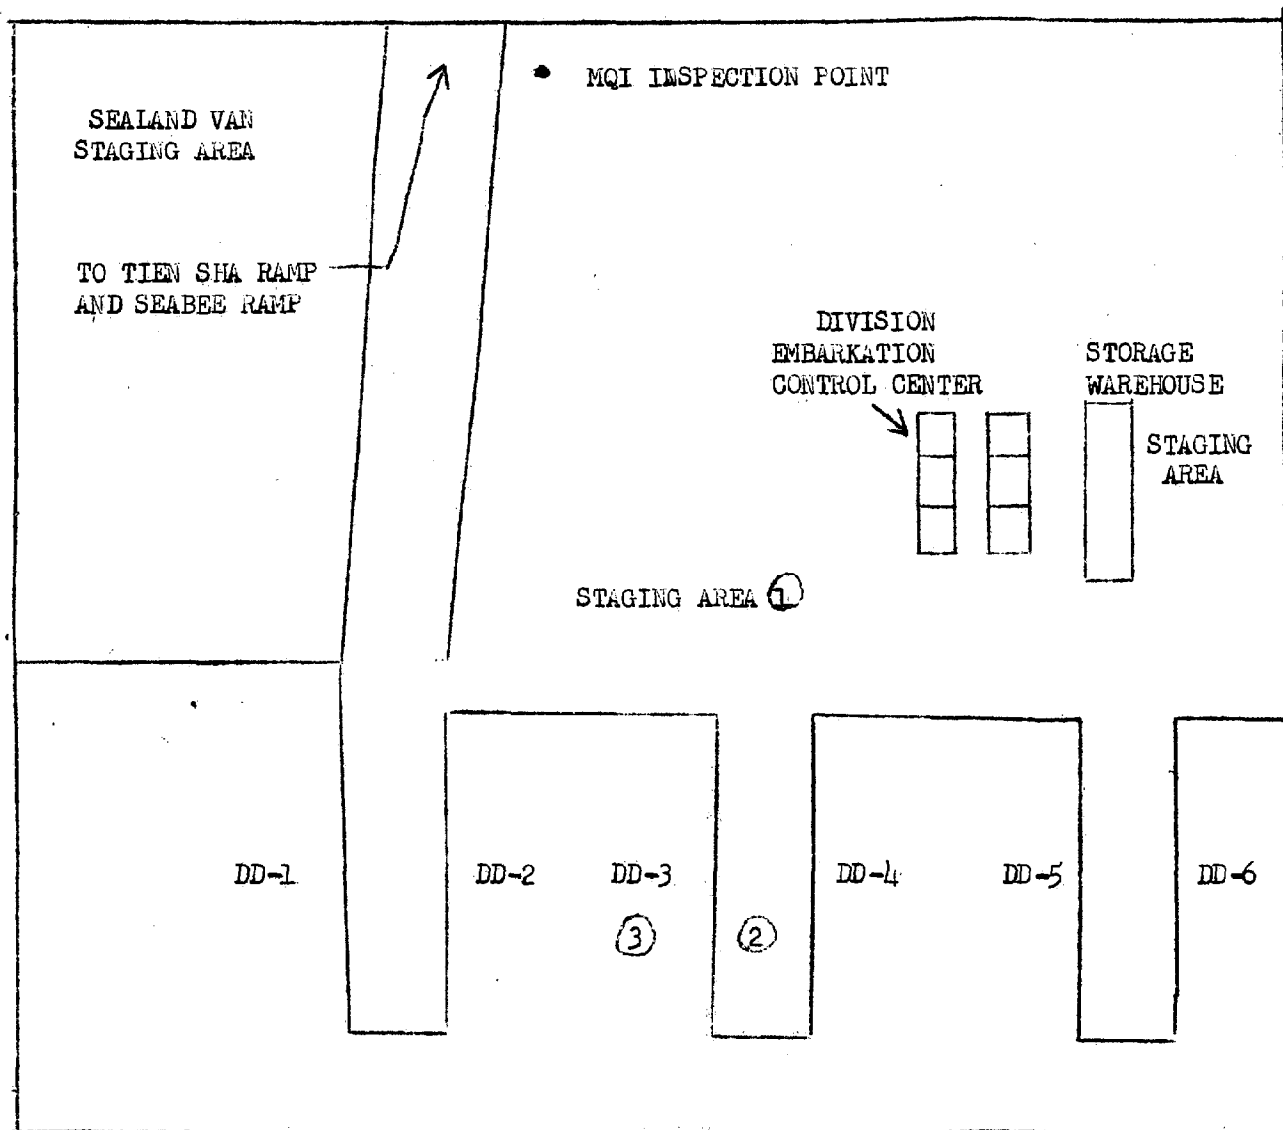 MQI INSPECTION POINT
SEALAND VAN
STAGING AREA
TO TIEN SHA RAMP
AND SEABEE RAMP
DIVISION
EMBARKATION
CONTROL CENTER
STORAGE
WAREHOUSE
STAGING
AREA
STAGING AREA 1
DD-1
DD-2
DD-3
DD-4
DD-5
DD-6
3
2